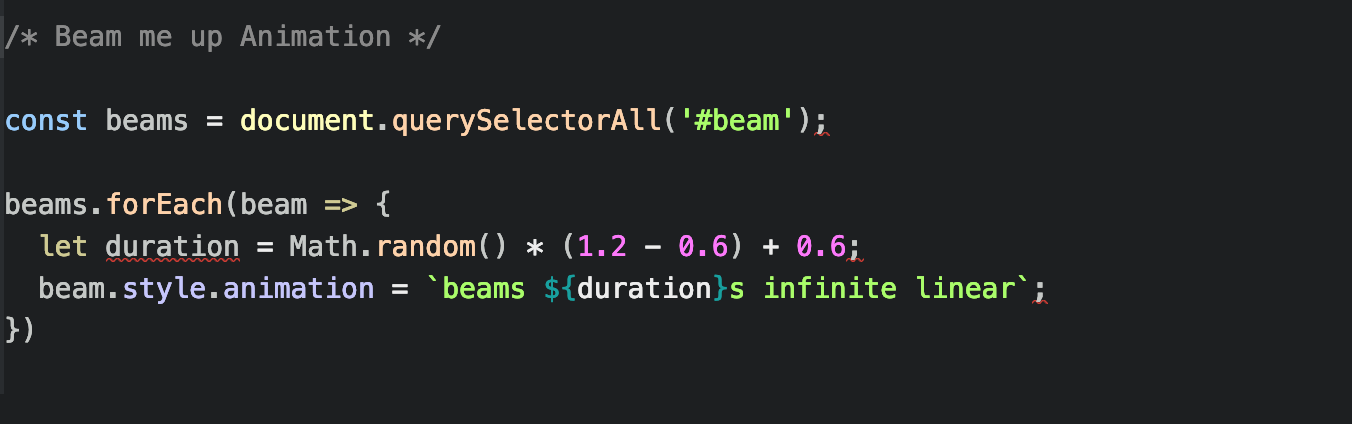 /* Beam me up Animation */
const beams = document.querySelectorAll('#beam');
beams.forEach(beam => {
  let duration = Math.random() * (1.2 - 0.6) + 0.6;
  beam.style.animation = `beams ${duration}s infinite linear`;
})